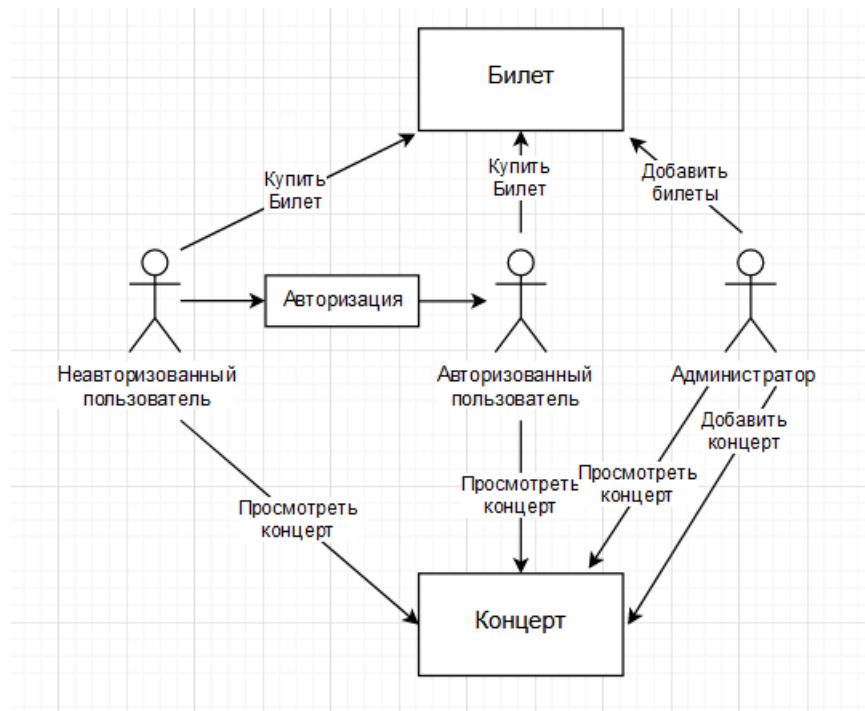 Билет
Купить
Билет
Купить
Билет
Добавить
билеты
Авторизация
Неавторизованный
пользователь
Авторизованный
пользователь
Администратор
Добавить
концерт
Просмотреть
концерт
Просмотреть
концерт
Просмотреть
концерт
Концерт